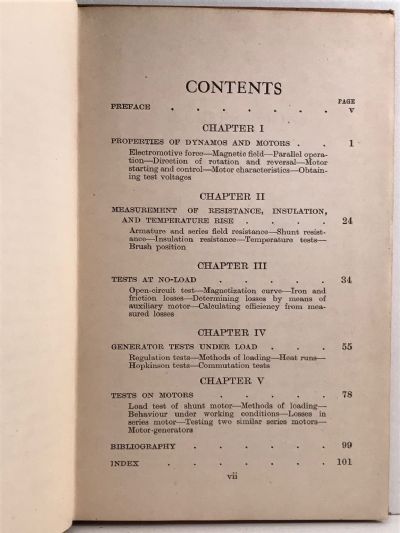 CONTENTS
PAGE
PREFACE . . . . . . . v
CHAPTER I
PROPERTIES OF DYNAMOS AND MOTORS . . 1
Electromotive force—Magnetic field—Parallel opera-
tion—Direction of rotation and reversal—Motor
starting and control—Motor characteristics—Obtain-
ing test voltages
CHAPTER II
MEASUREMENT OF RESISTANCE, INSULATION,
AND TEMPERATURE RISE . . . . 24
Armature and series field resistance—Shunt resist-
ance—Insulation resistance—Temperature tests—
Brush position
CHAPTER III
TESTS AT NO-LOAD . . . . . 34
Open-circuit test—Magnetization curve—Iron and
friction losses—Determining losses by means of
auxiliary motor—Calculating efficiency from mea-
sured losses
CHAPTER IV
GENERATOR TESTS UNDER LOAD . . . 55
Regulation tests—Methods of loading—Heat runs—
Hopkinson tests—Commutation tests
CHAPTER V
TESTS ON MOTORS . . . . . 78
Load test of shunt motor—Methods of loading—
Behaviour under working conditions—Losses in
series motor—Testing two similar series motors—
Motor-generators
BIBLIOGRAPHY . . . . . . 99
INDEX . . . . . . . 101
vii